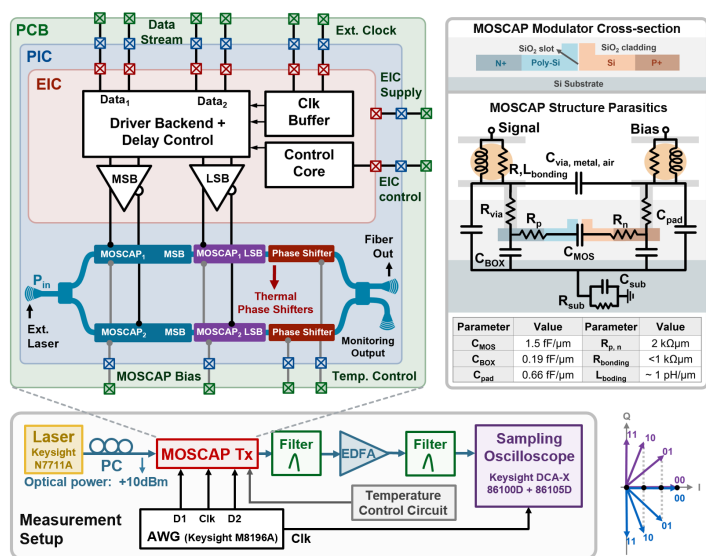 PCB
Data
Stream
Ext. Clock
PIC
EIC
EIC
Supply
Data1
Data2
Driver Backend +
Delay Control
Clk
Buffer
Control
Core
EIC
control
MSB
LSB
Fiber
Out
MOSCAP1 MSB
MOSCAP1 LSB
Phase Shifter
Pin
Thermal
Phase Shifters
Ext.
Laser
MOSCAP2 MSB
MOSCAP2 LSB
Phase Shifter
Monitoring
Output
MOSCAP Bias
Temp. Control
MOSCAP Modulator Cross-section
SiO2 slot
SiO2 cladding
N+
Poly-Si
Si
P+
Si Substrate
MOSCAP Structure Parasitics
Signal
Bias
R,Lbonding
Cvia, metal, air
Rvia
Rp
Rn
Cpad
CBOX
CMOS
Csub
Rsub
Parameter Value Parameter Value
CMOS 1.5 fF/µm Rp, n 2 kΩµm
CBOX 0.19 fF/µm Rbonding <1 kΩµm
Cpad 0.66 fF/µm Lboding ~ 1 pH/µm
Laser
Keysight
N7711A
PC
Optical power: +10dBm
MOSCAP Tx
Filter
EDFA
Filter
Sampling
Oscilloscope
Keysight DCA-X
86100D + 86105D
Temperature
Control Circuit
D1
Clk
D2
AWG (Keysight M8196A)
Clk
Measurement
Setup
Q
11
10
01
00
I
00
01
10
11